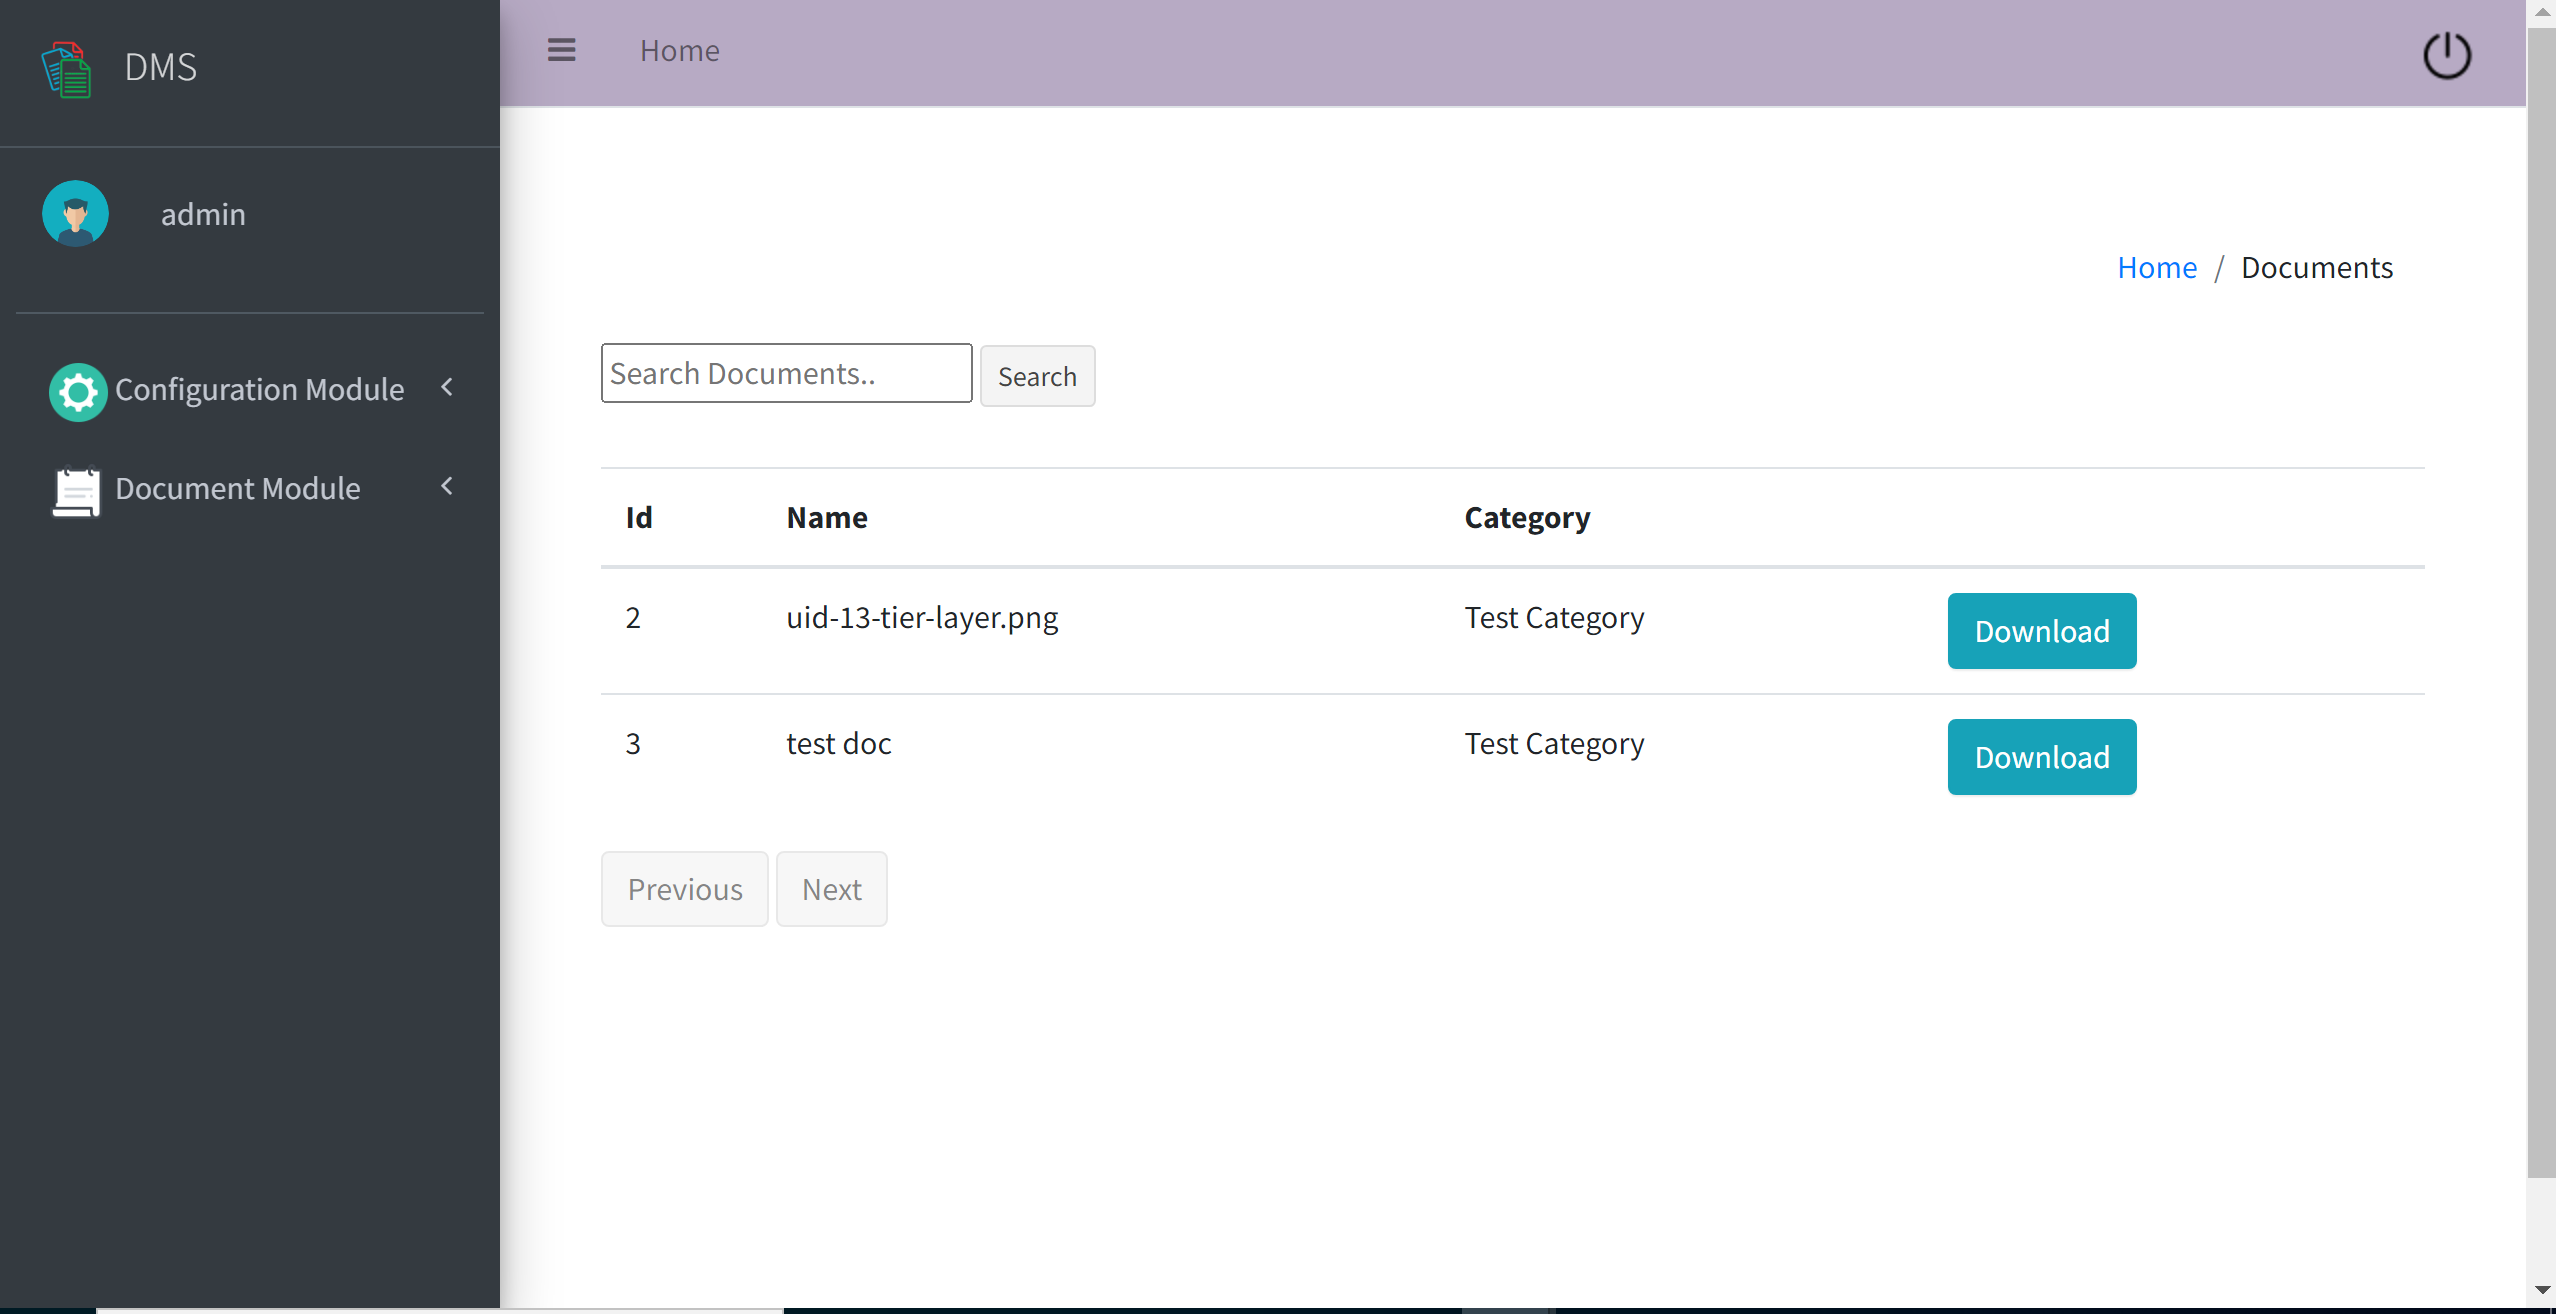 DMS
admin
Configuration Module
Document Module
Home
Home / Documents
Search Documents.. Search
Id Name Category
2 uid-13-tier-layer.png Test Category Download
3 test doc Test Category Download
Previous Next